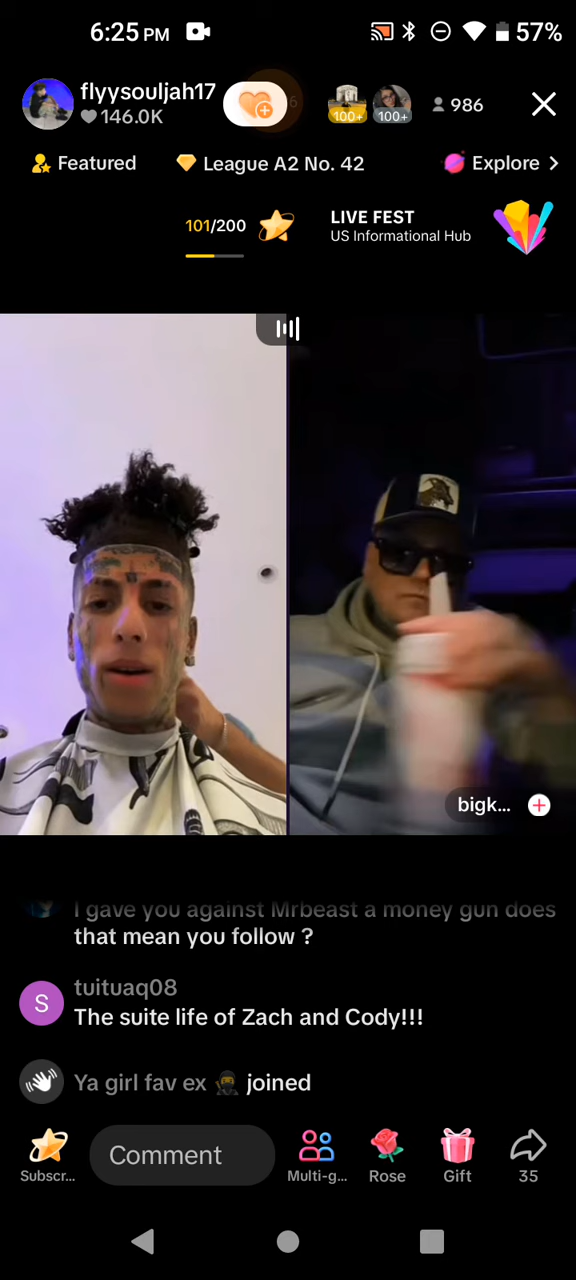 6:25 PM 57%
flyysouljah17
146.0K
100+ 100+ 986
Featured League A2 No. 42 Explore
101/200
LIVE FEST
US Informational Hub
bigk...
I gave you against Mrbeast a money gun does
that mean you follow ?
S
tuituaq08
The suite life of Zach and Cody!!!
Ya girl fav ex joined
Comment
Subscr... Multi-g... Rose Gift 35